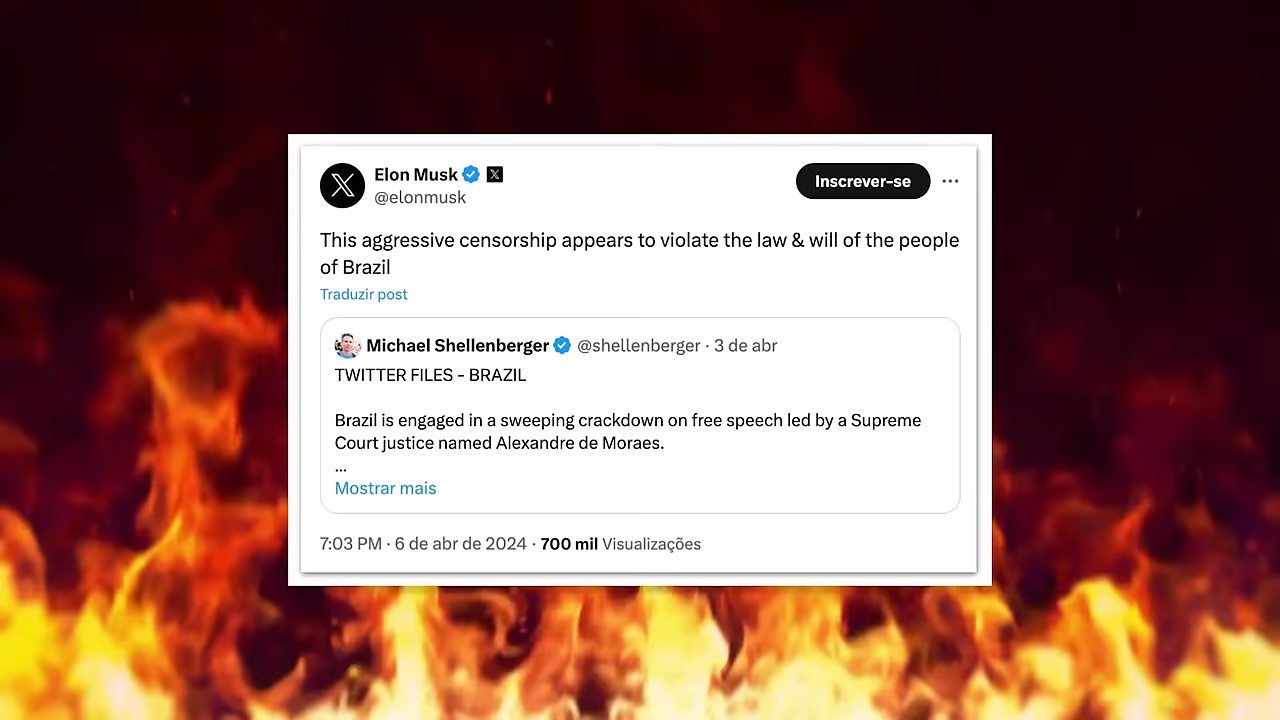 Elon Musk
@elonmusk
Inscrever-se
This aggressive censorship appears to violate the law & will of the people
of Brazil
Traduzir post
Michael Shellenberger @shellenberger · 3 de abr
TWITTER FILES - BRAZIL
Brazil is engaged in a sweeping crackdown on free speech led by a Supreme
Court justice named Alexandre de Moraes.
...
Mostrar mais
7:03 PM · 6 de abr de 2024 · 700 mil Visualizações